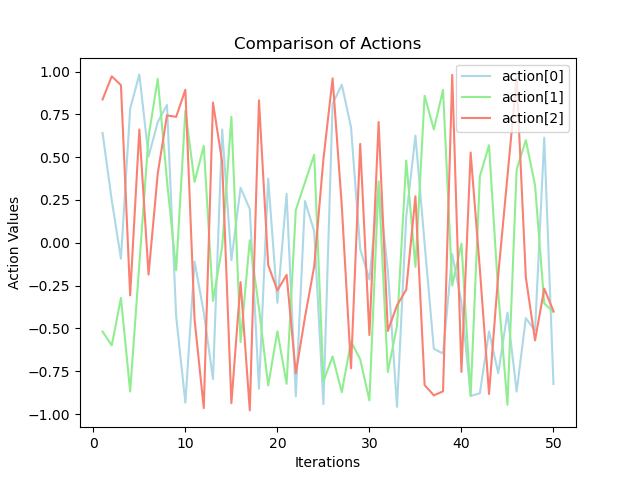 Comparison of Actions
action[0]
action[1]
action[2]
1.00
0.75
0.50
0.25
0.00
−0.25
−0.50
−0.75
−1.00
Action Values
0
10
20
30
40
50
Iterations